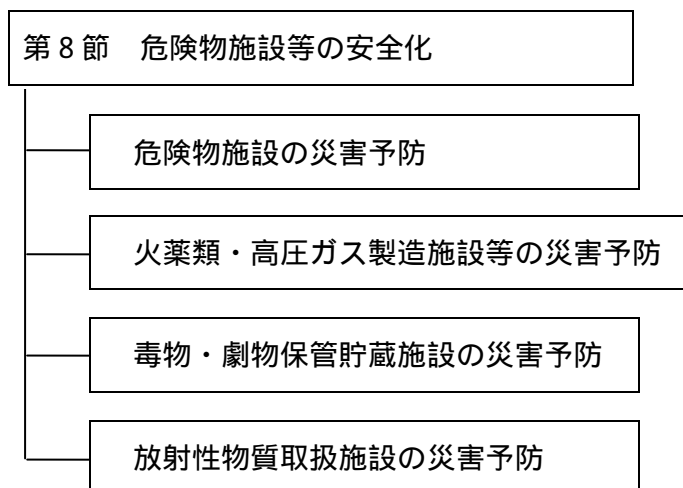 第８節　危険物施設等の安全化
危険物施設の災害予防
火薬類・高圧ガス製造施設等の災害予防
毒物・劇物保管貯蔵施設の災害予防
放射性物質取扱施設の災害予防